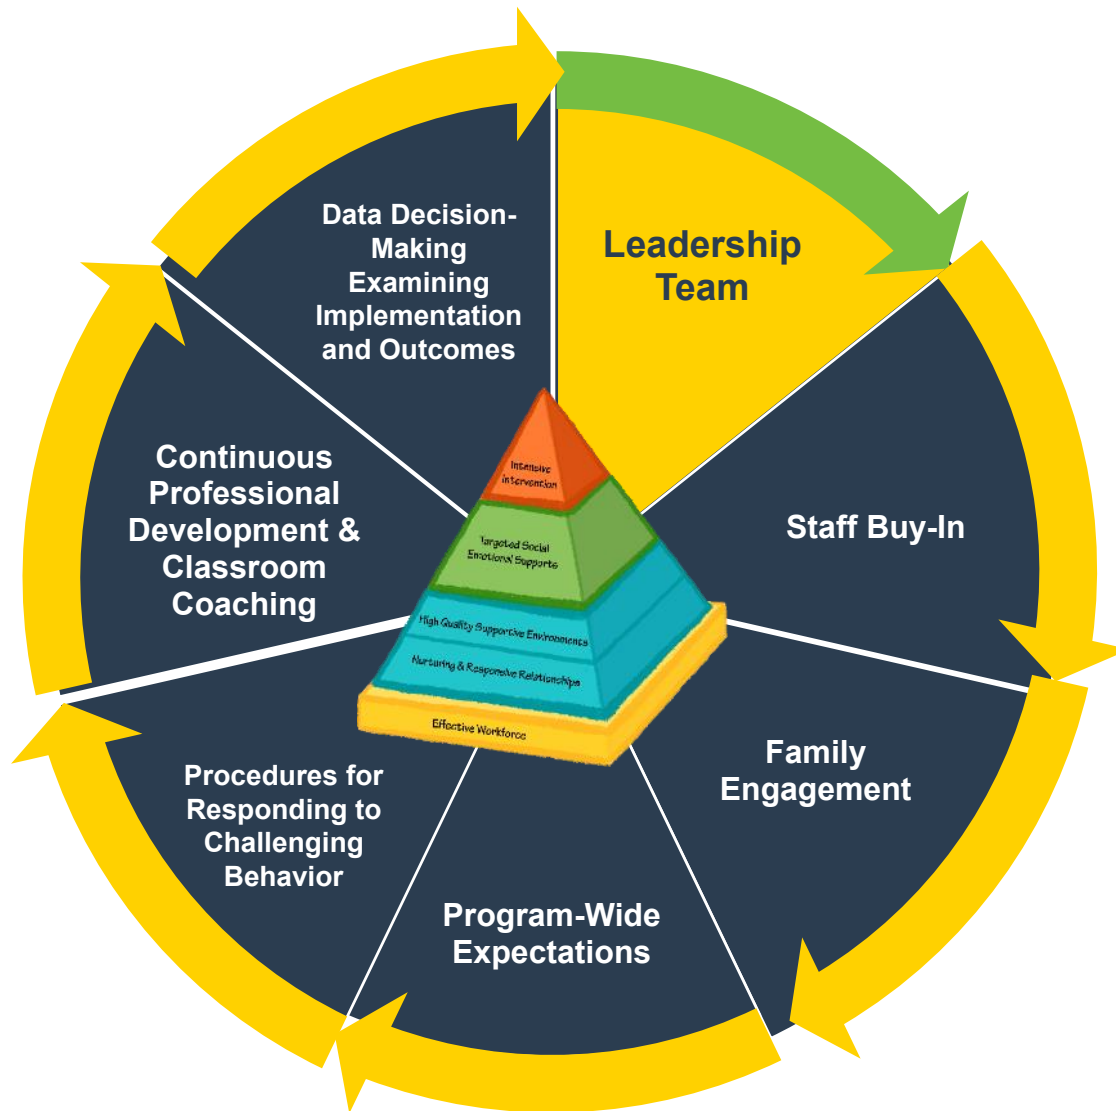 Leadership
Team
Staff Buy-In
Family
Engagement
Program-Wide
Expectations
Procedures for
Responding to
Challenging
Behavior
Continuous
Professional
Development &
Classroom
Coaching
Data Decision-
Making
Examining
Implementation
and Outcomes
Intensive
Intervention
Targeted Social
Emotional Supports
High Quality Supportive Environments
Nurturing & Responsive Relationships
Effective Workforce